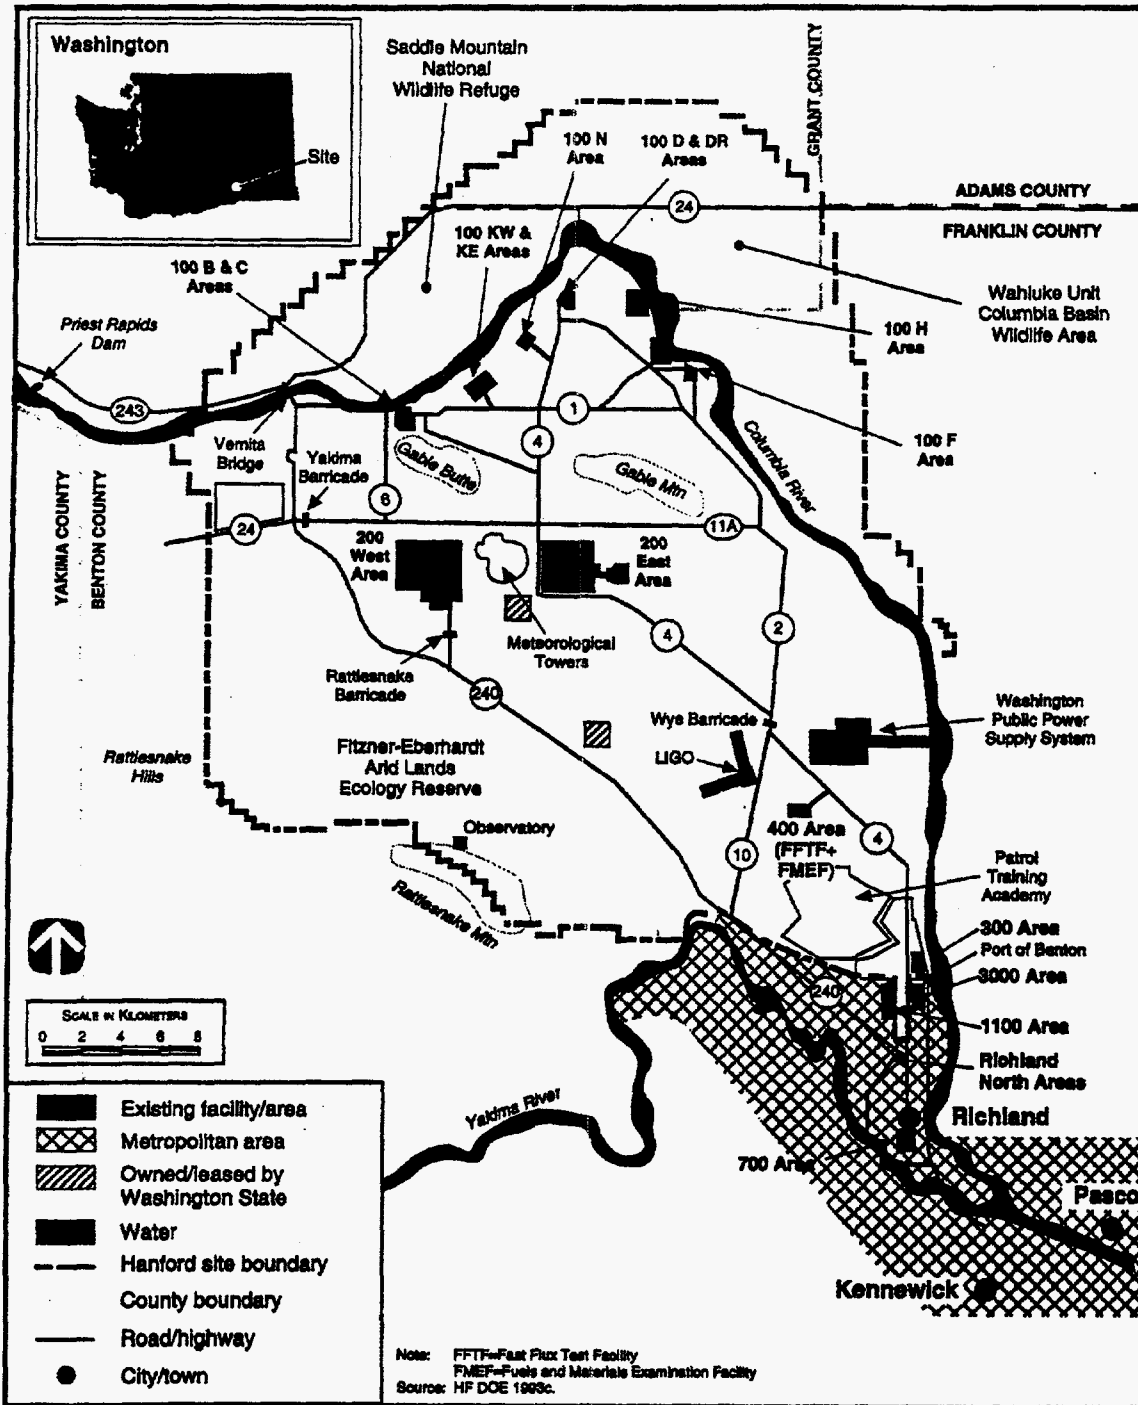 Washington
Site
Saddle Mountain
National
Wildlife Refuge
GRANT COUNTY
ADAMS COUNTY
FRANKLIN COUNTY
100 N
Area
100 D & DR
Areas
24
100 KW &
KE Areas
100 B & C
Areas
Priest Rapids
Dam
Wahluke Unit
Columbia Basin
Wildlife Area
100 H
Area
243
1
4
Vernita
Bridge
Yakima
Barricade
Gable Butte
Gable Mtn
Columbia River
100 F
Area
6
24
11A
YAKIMA COUNTY
BENTON COUNTY
200
West
Area
200
East
Area
2
4
Meteorological
Towers
Rattlesnake
Barricade
240
Wye Barricade
Washington
Public Power
Supply System
LIGO
Rattlesnake
Hills
Fitzner-Eberhardt
Arid Lands
Ecology Reserve
Observatory
400 Area
(FFTF+
FMEF)
4
10
Patrol
Training
Academy
Rattlesnake Mtn
300 Area
Port of Benton
3000 Area
240
1100 Area
SCALE IN KILOMETERS
0 2 4 6 8
Richland
North Areas
Richland
Yakima River
700 Area
Pasco
Kennewick
Existing facility/area
Metropolitan area
Owned/leased by
Washington State
Water
Hanford site boundary
County boundary
Road/highway
City/town
Note: FFTF=Fast Flux Test Facility
FMEF=Fuels and Materials Examination Facility
Source: HF DOE 1993c.